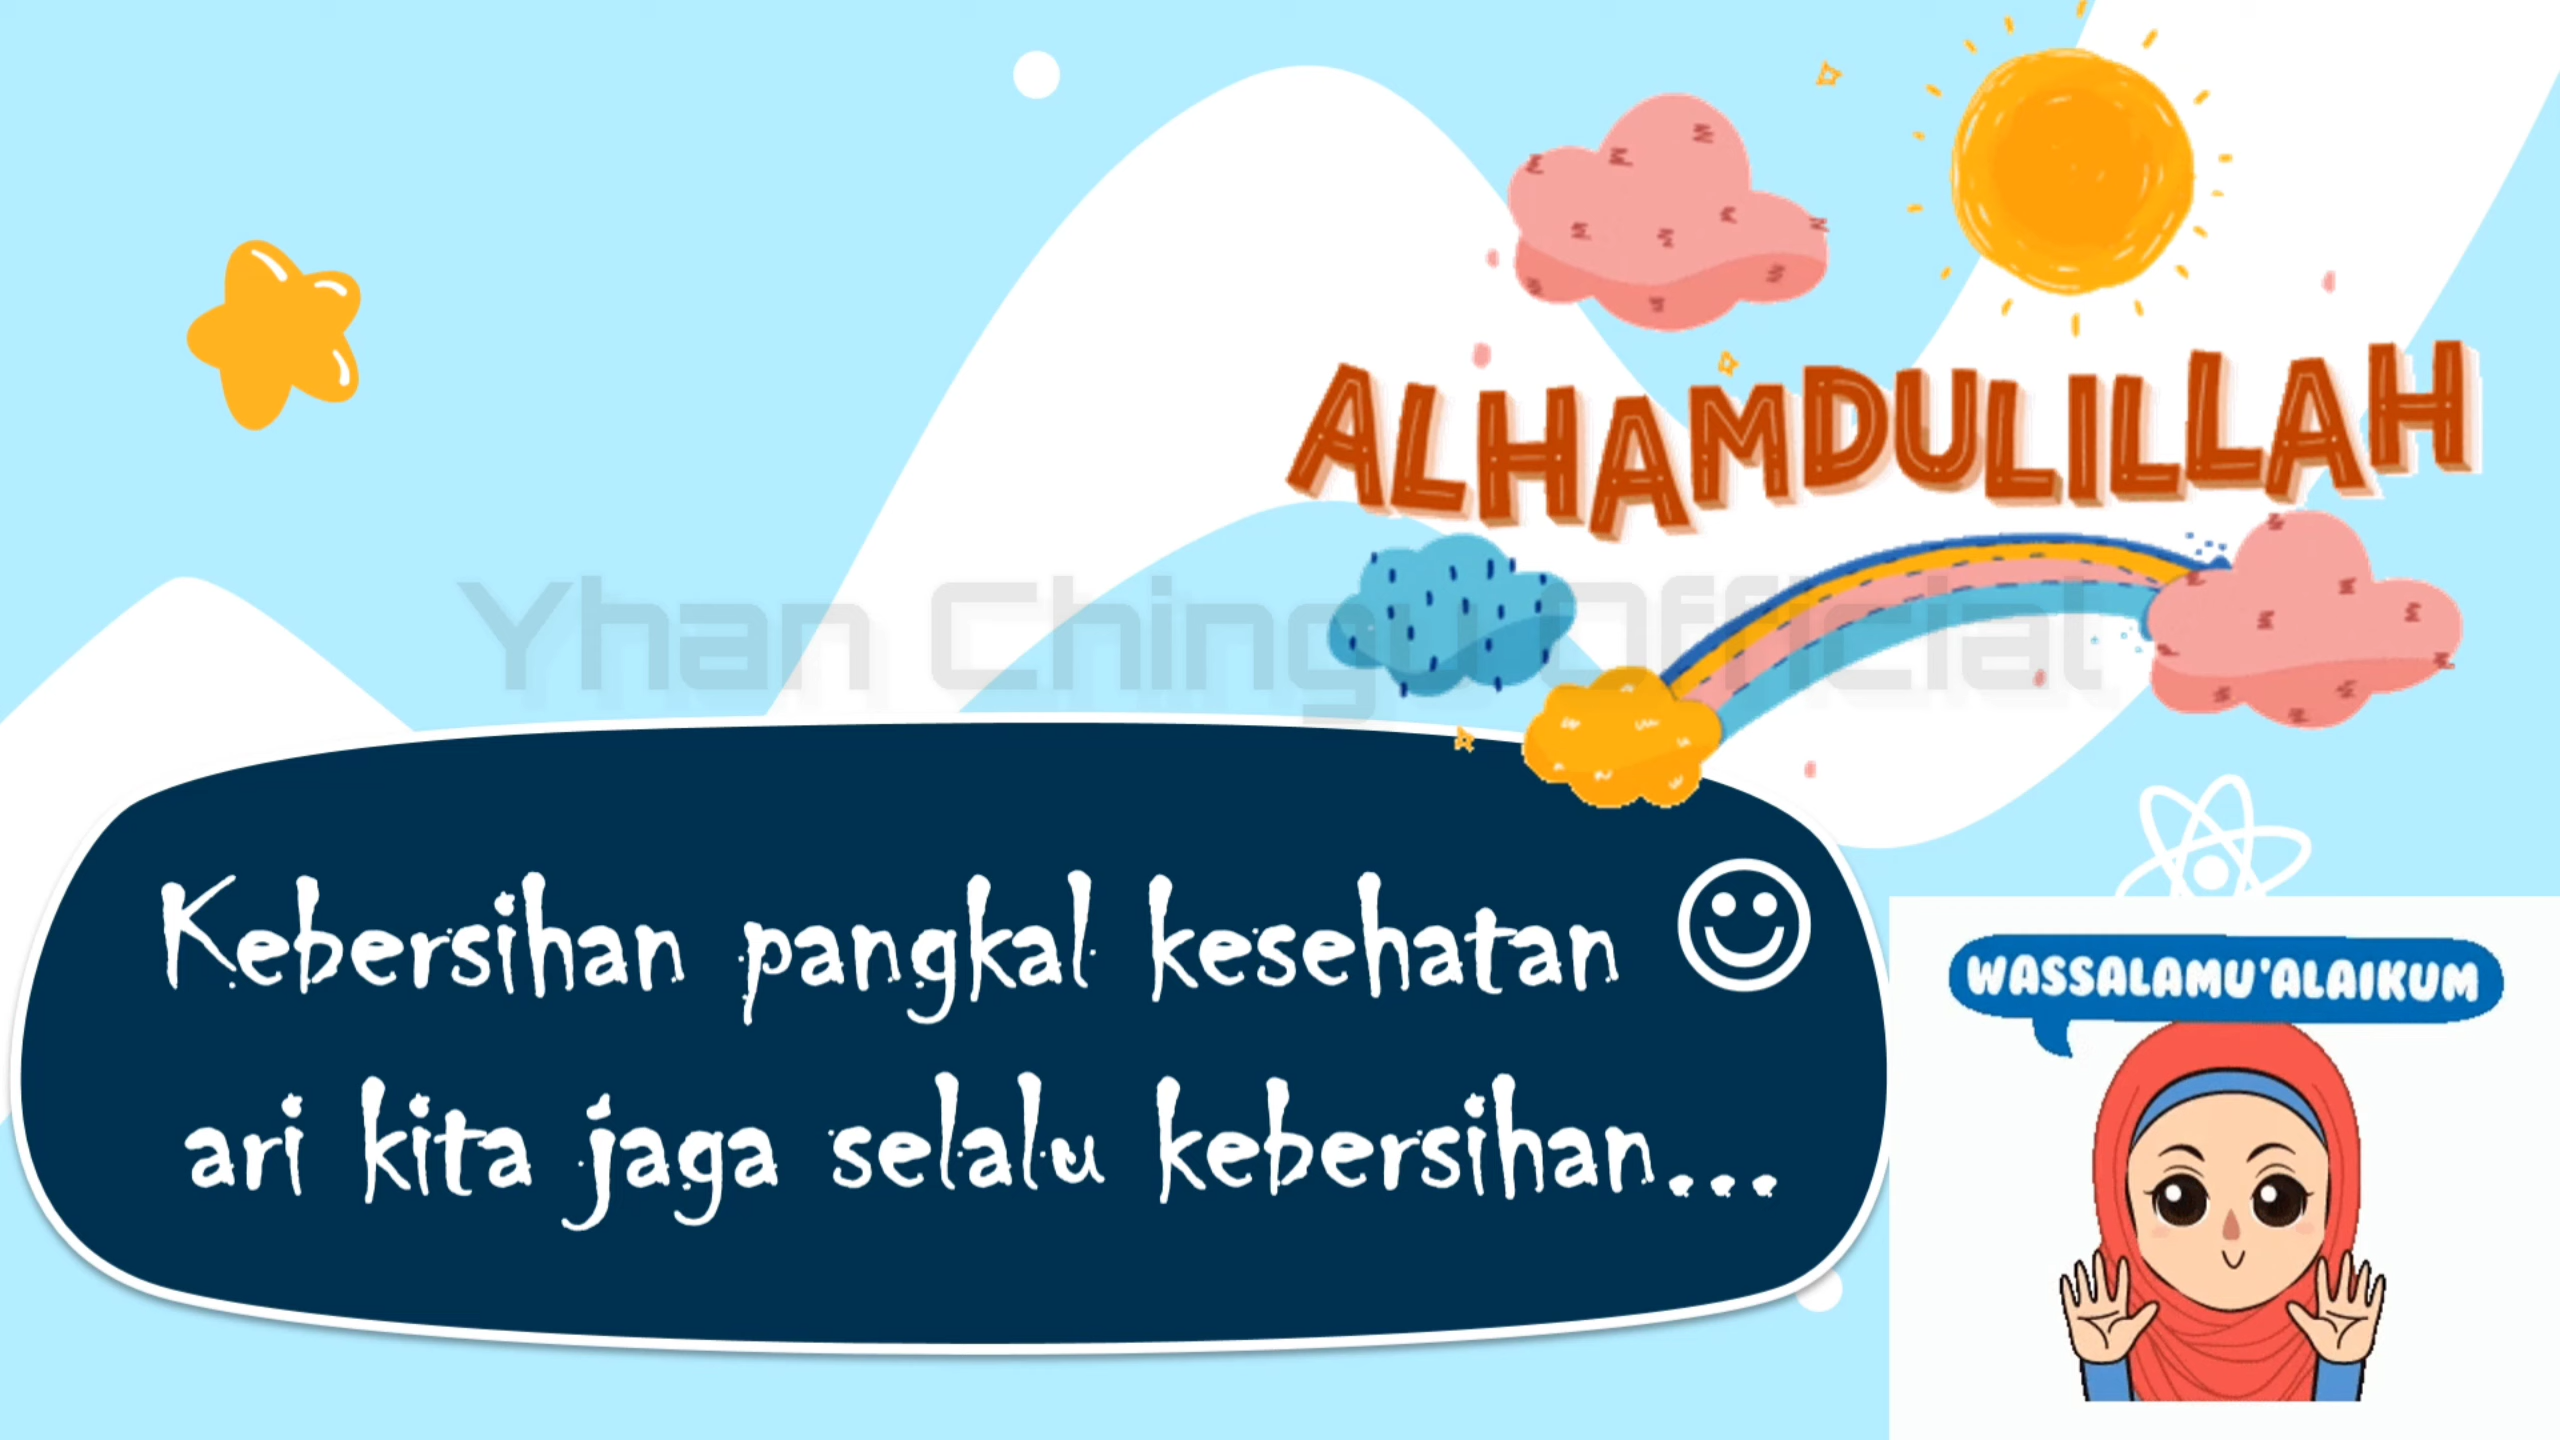 ALHAMDULILLAH
Yhan Chingu Official
Kebersihan pangkal kesehatan
ari kita jaga selalu kebersihan...
WASSALAMU'ALAIKUM